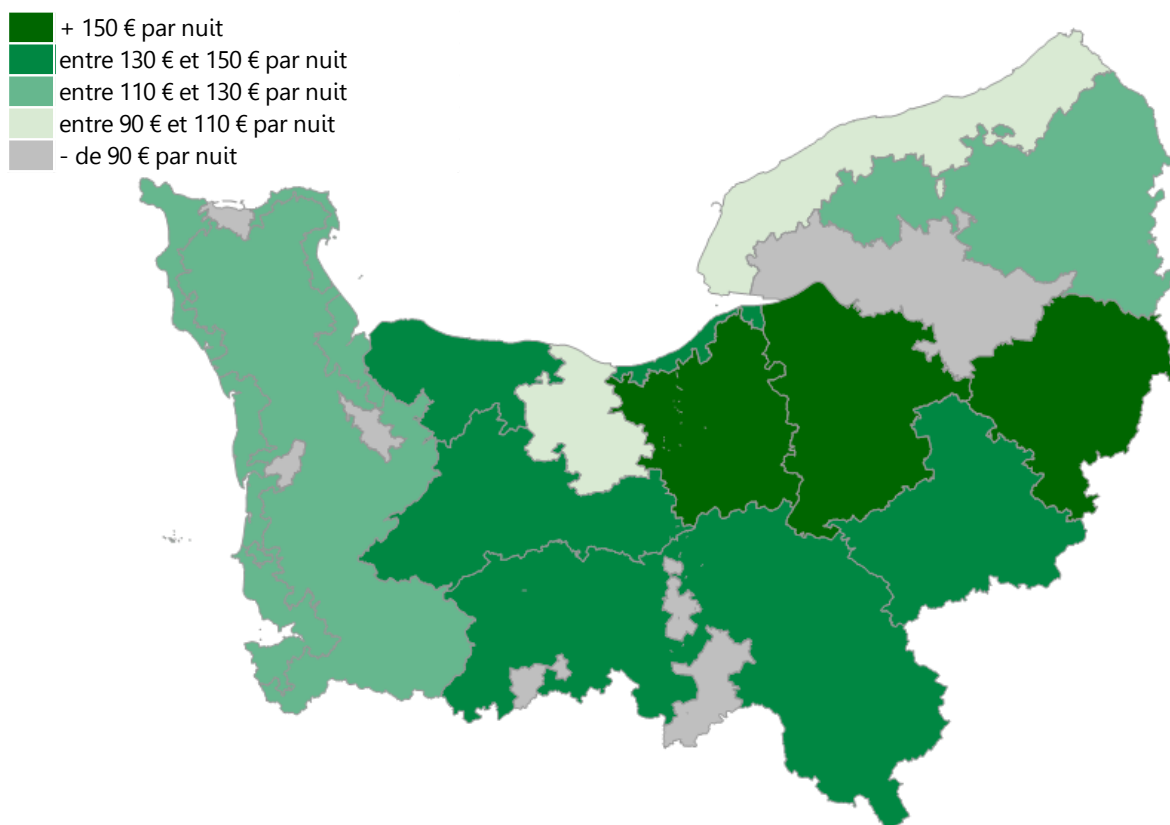 + 150 € par nuit
entre 130 € et 150 € par nuit
entre 110 € et 130 € par nuit
entre 90 € et 110 € par nuit
- de 90 € par nuit